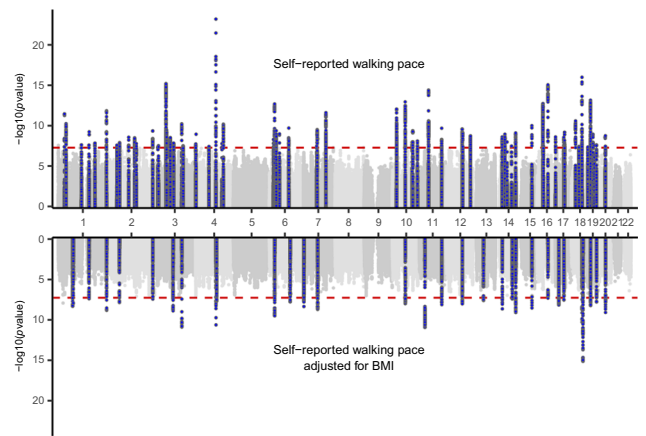 20
Self−reported walking pace
15
−log10(pvalue)
10
5
0
1 2 3 4 5 6 7 8 9 10 11 12 13 14 15 16 17 18 19 20 21 22
0
5
−log10(pvalue)
10
Self−reported walking pace
adjusted for BMI
15
20